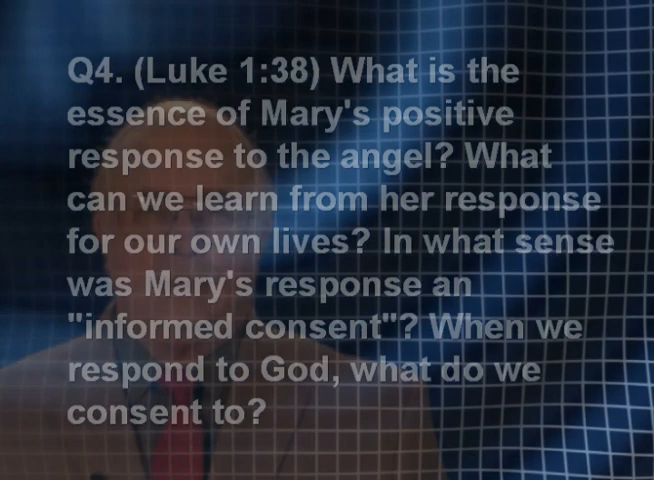 Q4. (Luke 1:38) What is the
essence of Mary's positive
response to the angel? What
can we learn from her response
for our own lives? In what sense
was Mary's response an
"informed consent"? When we
respond to God, what do we
consent to?